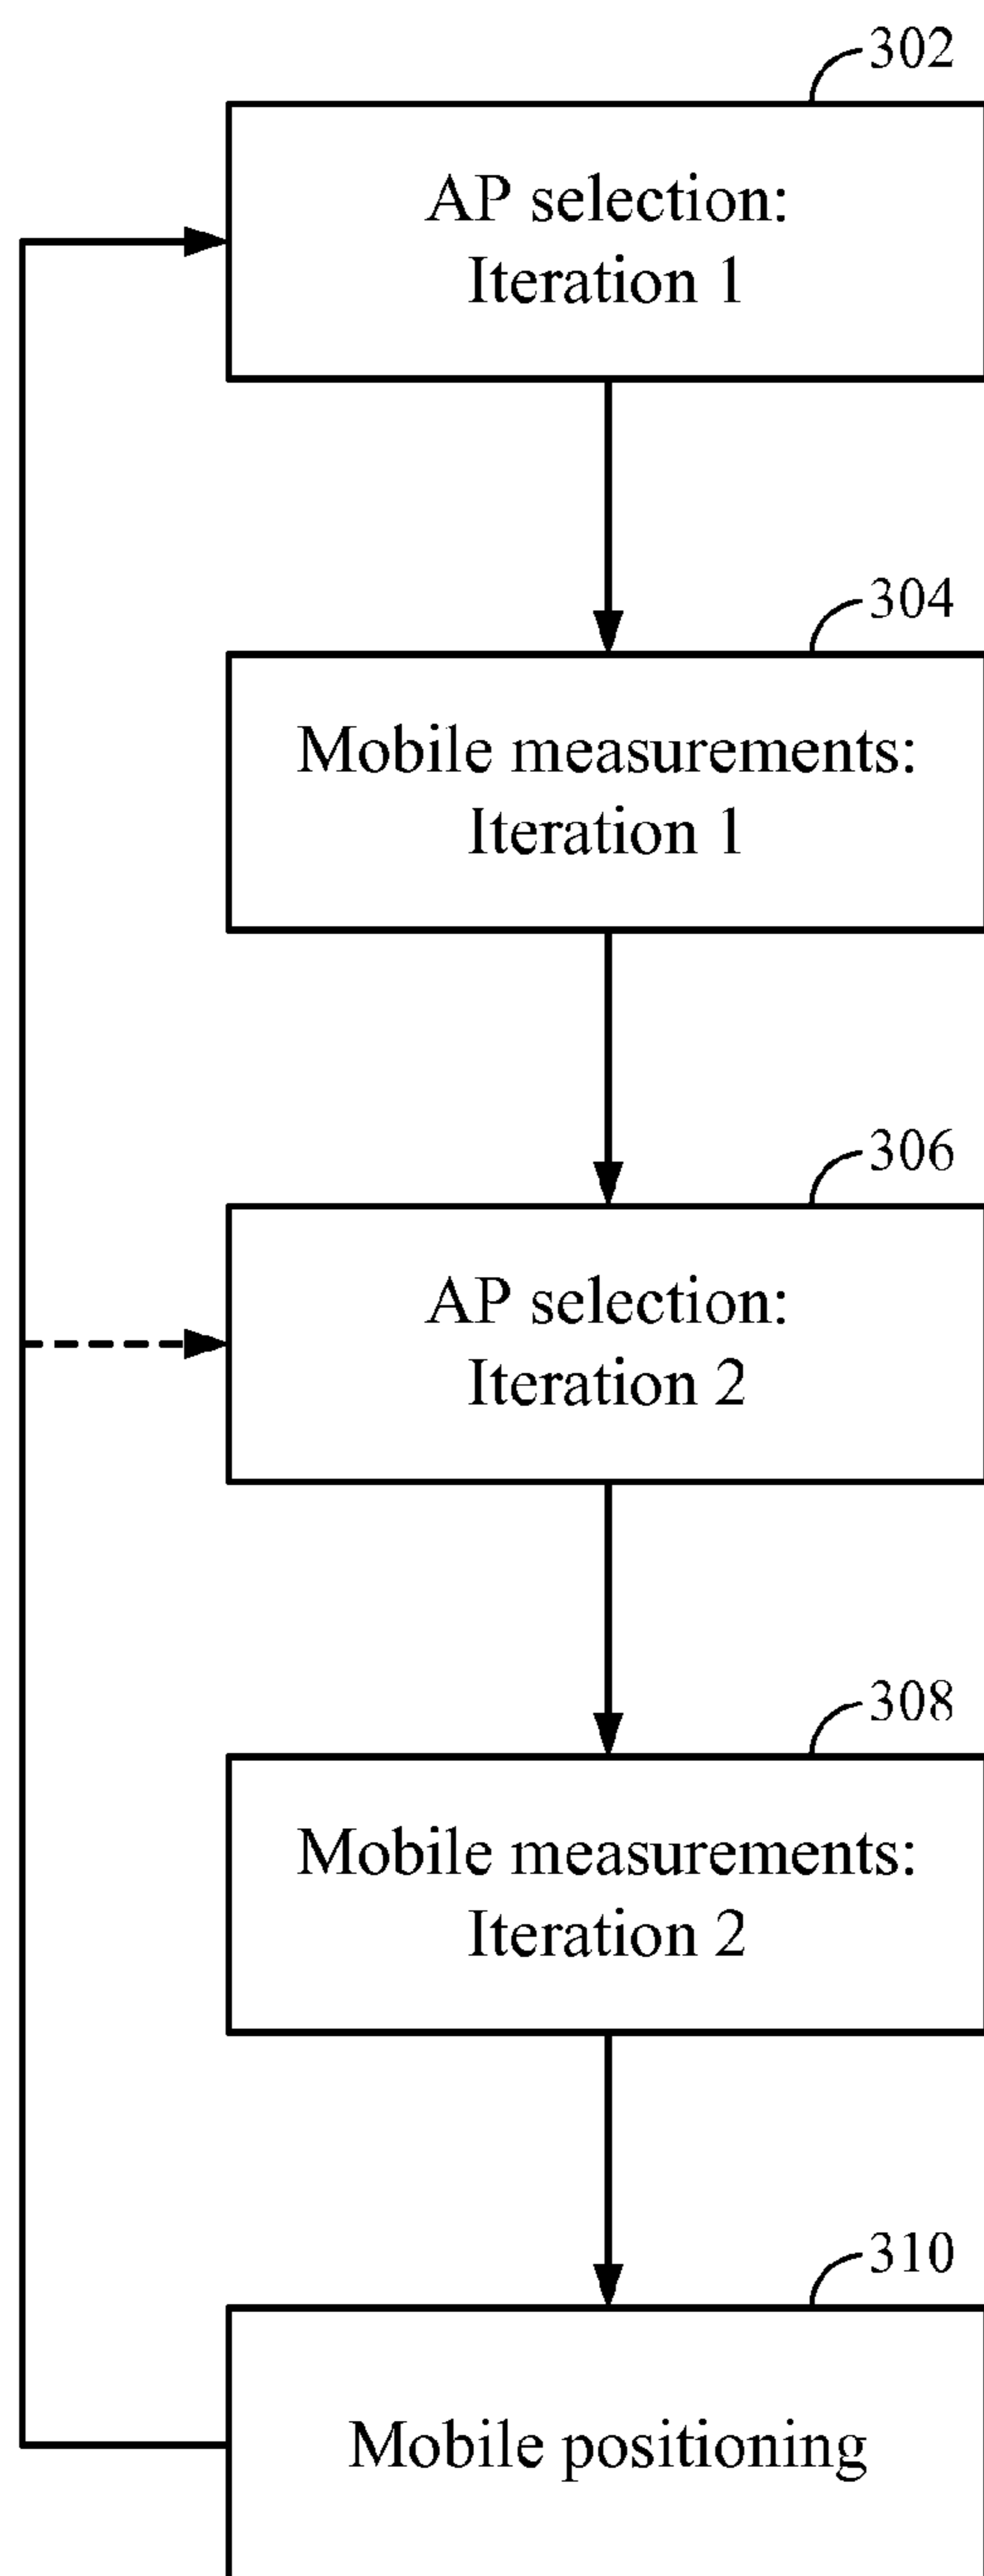 302
AP selection:
Iteration 1
304
Mobile measurements:
Iteration 1
306
AP selection:
Iteration 2
308
Mobile measurements:
Iteration 2
310
Mobile positioning